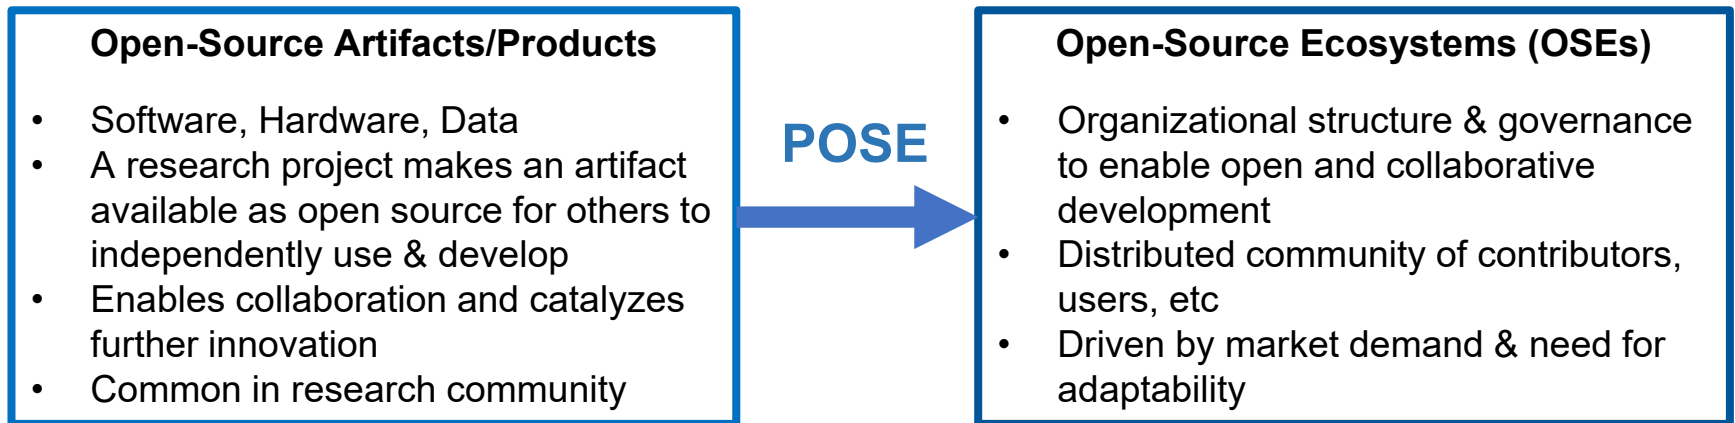 Open-Source Artifacts/Products
• Software, Hardware, Data
• A research project makes an artifact
available as open source for others to
independently use & develop
• Enables collaboration and catalyzes
further innovation
• Common in research community
POSE
Open-Source Ecosystems (OSEs)
• Organizational structure & governance
to enable open and collaborative
development
• Distributed community of contributors,
users, etc
• Driven by market demand & need for
adaptability